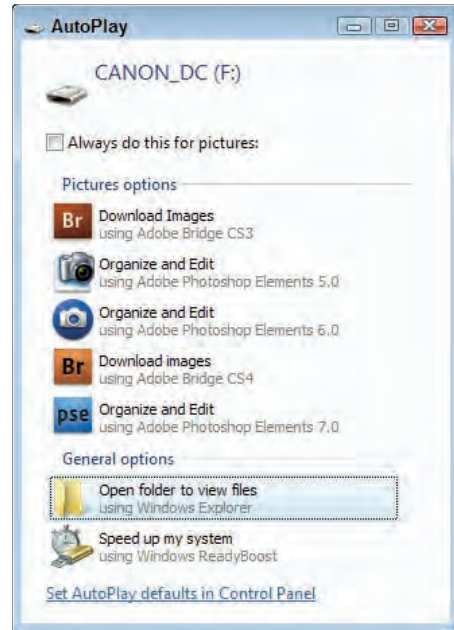 AutoPlay
CANON_DC (F:)
Always do this for pictures:
Pictures options
Br
Download Images
using Adobe Bridge CS3
Organize and Edit
using Adobe Photoshop Elements 5.0
Organize and Edit
using Adobe Photoshop Elements 6.0
Br
Download images
using Adobe Bridge CS4
pse
Organize and Edit
using Adobe Photoshop Elements 7.0
General options
Open folder to view files
using Windows Explorer
Speed up my system
using Windows ReadyBoost
Set AutoPlay defaults in Control Panel